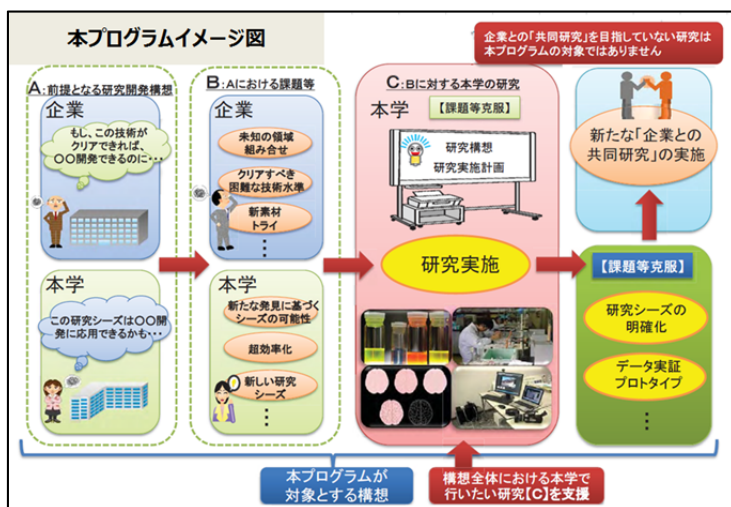 本プログラムイメージ図
企業との「共同研究」を目指していない研究は
本プログラムの対象ではありません
A:前提となる研究開発構想
企業
もし、この技術が
クリアできれば、
〇〇開発できるのに・・・
本学
この研究シーズは〇〇開
発に応用できるかも・・・
B:Aにおける課題等
企業
未知の領域
組み合せ
クリアすべき
困難な技術水準
新素材
トライ
⋮
本学
新たな発見に基づく
シーズの可能性
超効率化
新しい研究
シーズ
⋮
C:Bに対する本学の研究
本学
【課題等克服】
研究構想
研究実施計画
研究実施
新たな「企業との
共同研究」の実施
【課題等克服】
研究シーズの
明確化
データ実証
プロトタイプ
⋮
本プログラムが
対象とする構想
構想全体における本学で
行いたい研究【C】を支援